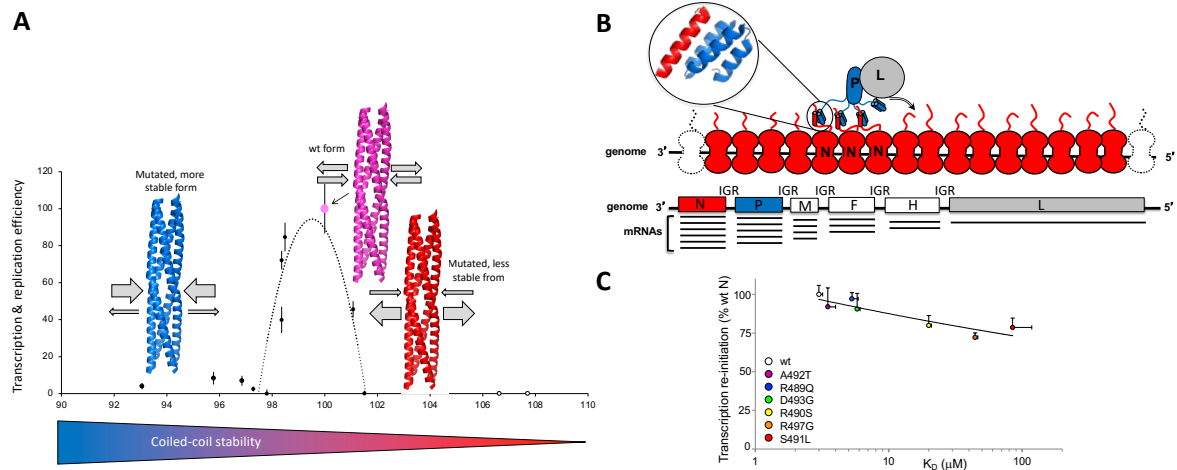 A
Transcription & replication efficiency
120
100
80
60
40
20
0
90
92
94
96
98
100
102
104
106
108
110
Mutated, more
stable form
wt form
Mutated, less
stable from
Coiled-coil stability
B
P
L
genome
3'
N
N
N
5'
IGR
IGR
IGR
IGR
IGR
genome
3'
N
P
M
F
H
L
5'
mRNAs
C
Transcription re-initiation (% wt N)
100
75
50
25
0
wt
A492T
R489Q
D493G
R490S
R497G
S491L
1
10
100
K_D (μM)